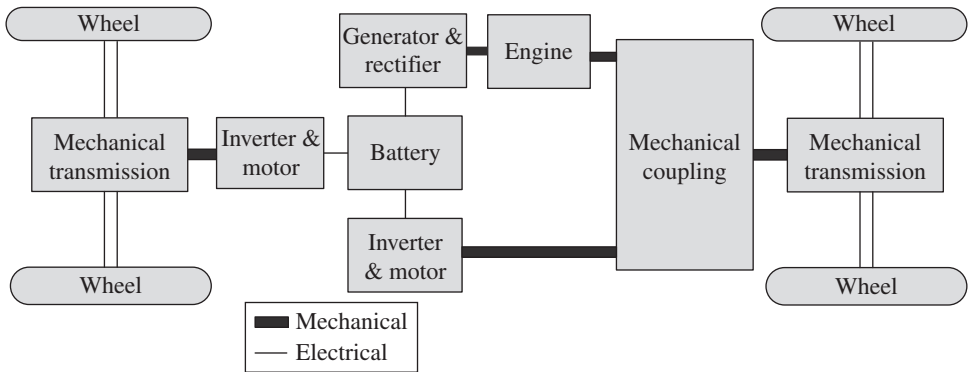 Wheel
Generator &
rectifier
Engine
Wheel
Mechanical
transmission
Inverter &
motor
Battery
Mechanical
coupling
Mechanical
transmission
Inverter
& motor
Wheel
Wheel
Mechanical
Electrical